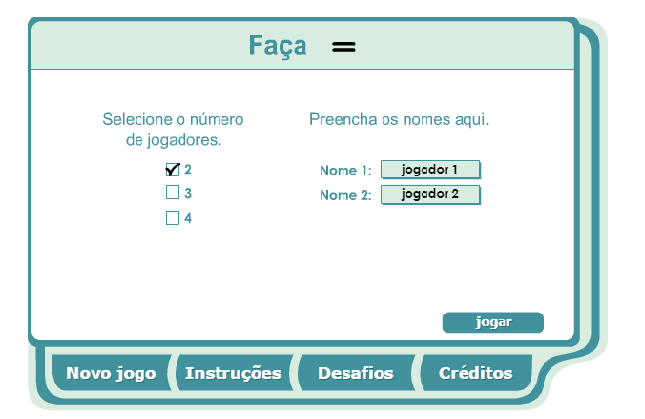 Faça =
Selecione o número
de jogadores.
2
3
4
Preencha os nomes aqui.
Nome 1: jogador 1
Nome 2: jogador 2
jogar
Novo jogo
Instruções
Desafios
Créditos